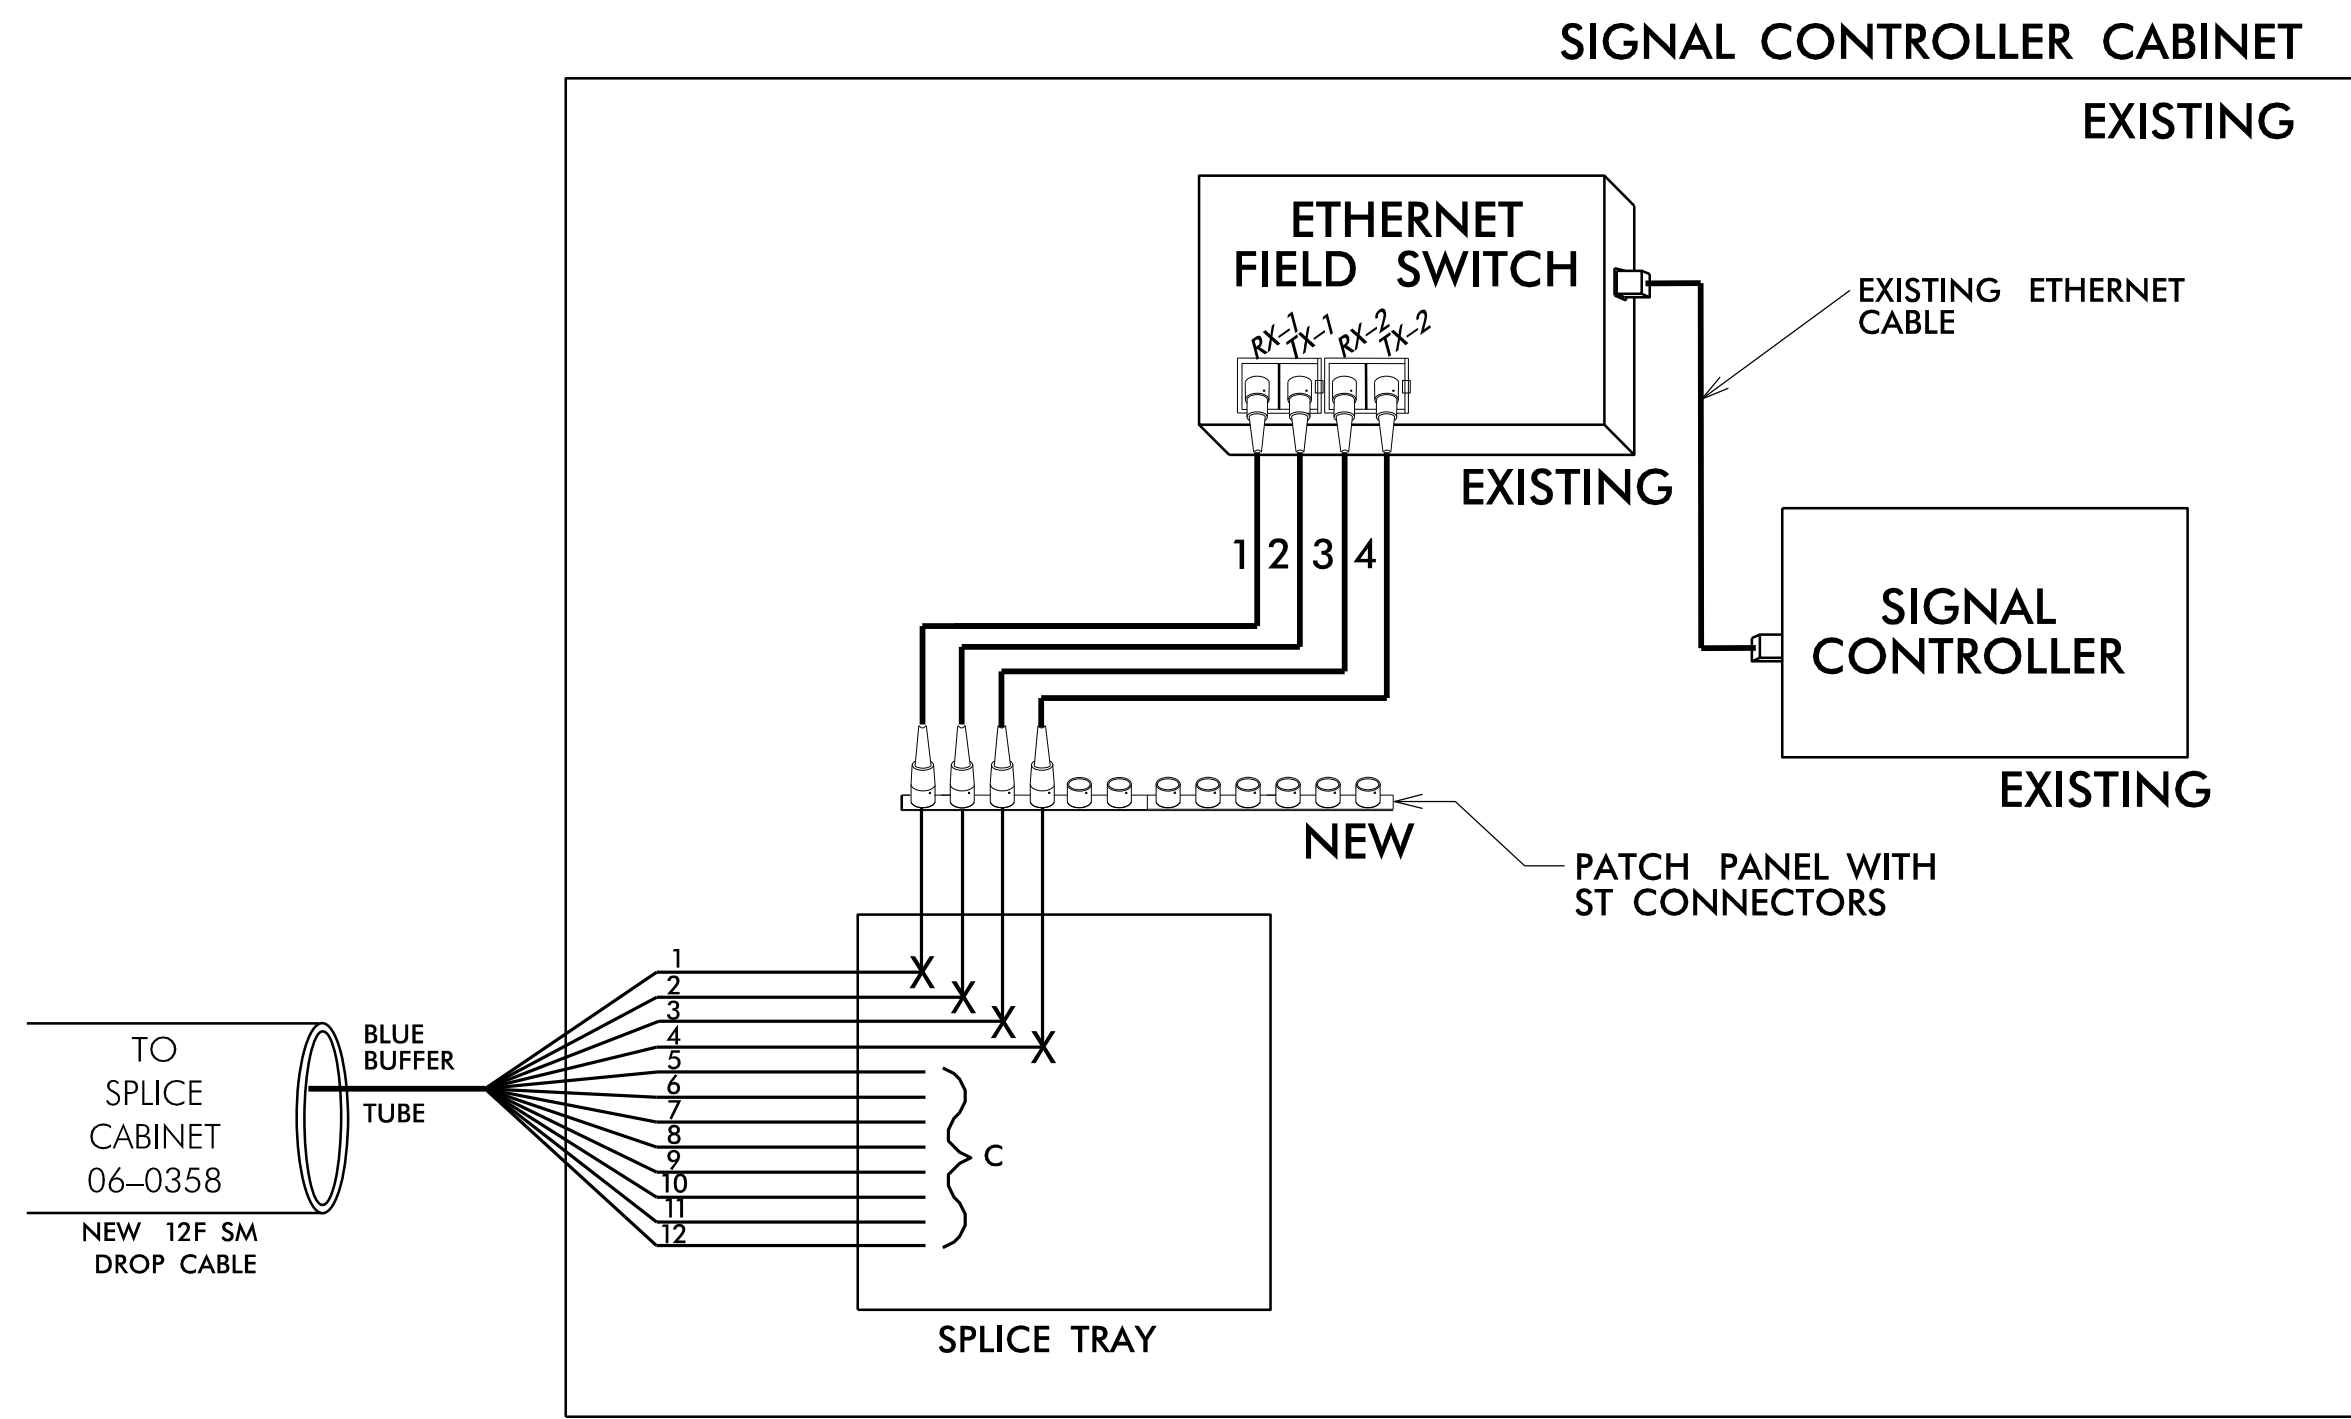 SIGNAL CONTROLLER CABINET
EXISTING
ETHERNET
FIELD SWITCH
RX-1
TX-1
RX-2
TX-2
EXISTING ETHERNET
CABLE
EXISTING
1
2
3
4
SIGNAL
CONTROLLER
EXISTING
NEW
PATCH PANEL WITH
ST CONNECTORS
X
X
X
X
1
2
3
4
5
6
7
8
9
10
11
12
C
BLUE
BUFFER
TUBE
TO
SPLICE
CABINET
06-0358
NEW 12F SM
DROP CABLE
SPLICE TRAY